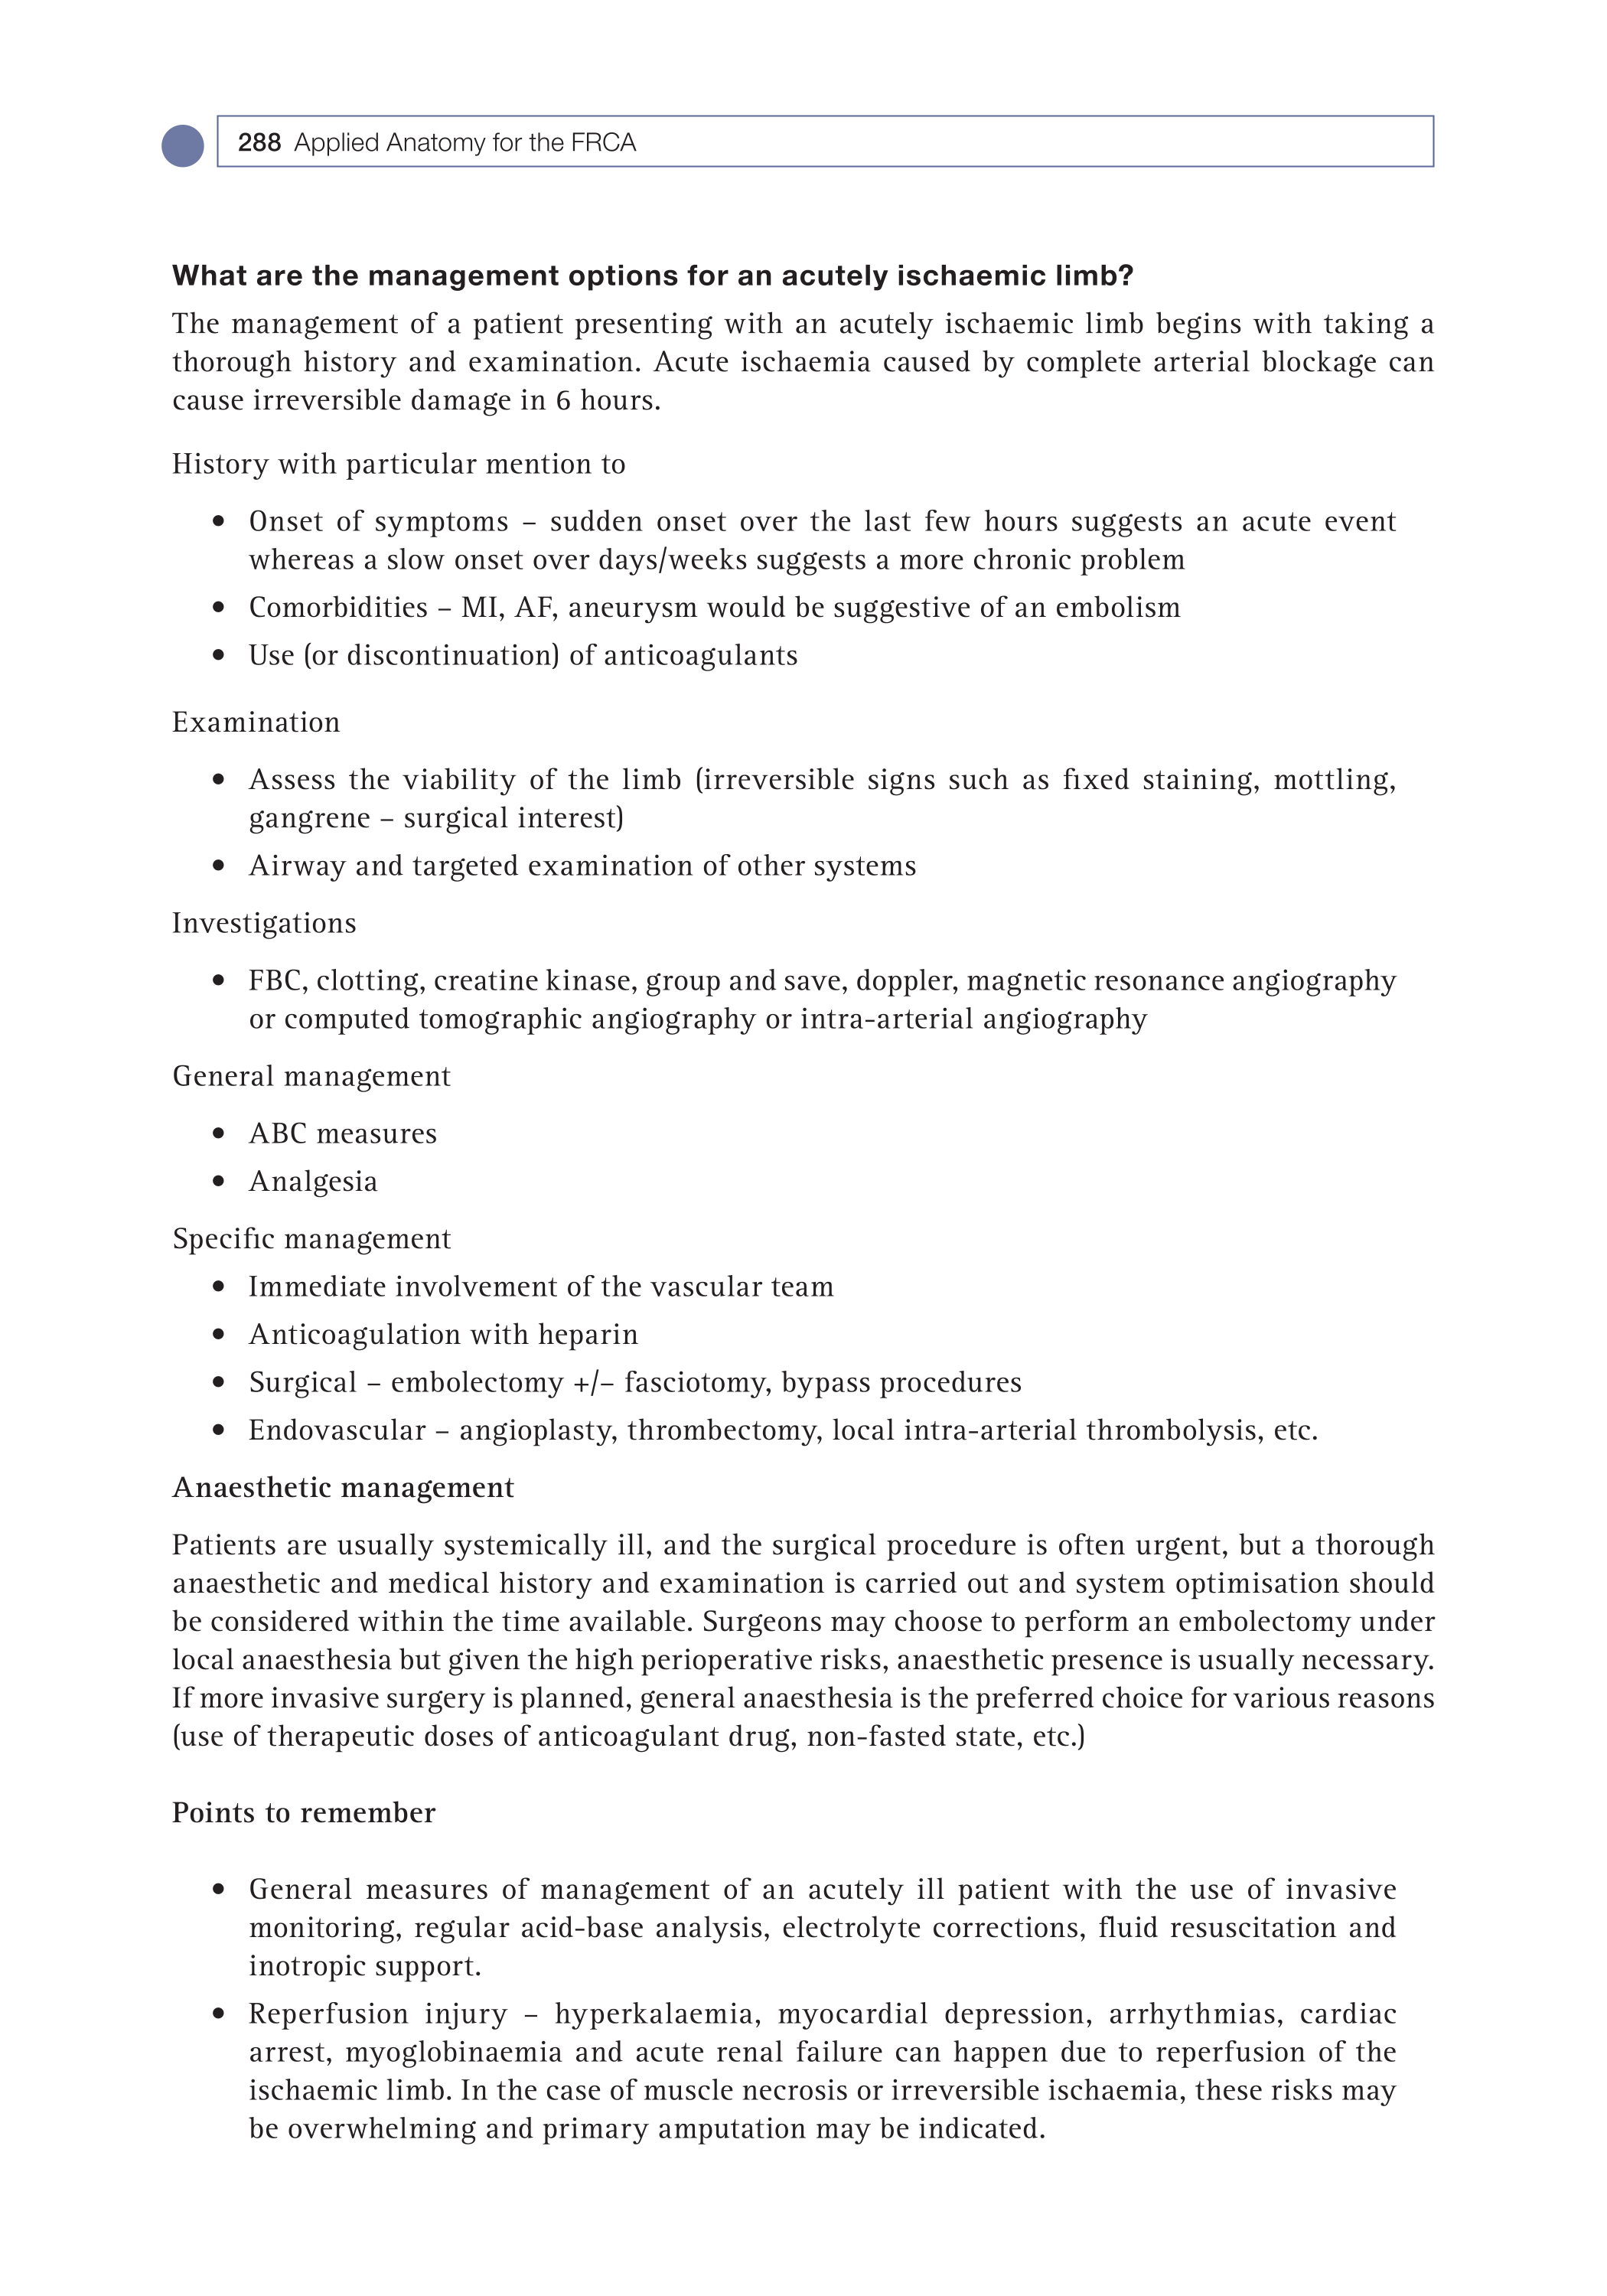 288 Applied Anatomy for the FRCA
What are the management options for an acutely ischaemic limb?
The management of a patient presenting with an acutely ischaemic limb begins with taking a
thorough history and examination. Acute ischaemia caused by complete arterial blockage can
cause irreversible damage in 6 hours.
History with particular mention to
• Onset of symptoms – sudden onset over the last few hours suggests an acute event
whereas a slow onset over days/weeks suggests a more chronic problem
• Comorbidities – MI, AF, aneurysm would be suggestive of an embolism
• Use (or discontinuation) of anticoagulants
Examination
• Assess the viability of the limb (irreversible signs such as fixed staining, mottling,
gangrene – surgical interest)
• Airway and targeted examination of other systems
Investigations
• FBC, clotting, creatine kinase, group and save, doppler, magnetic resonance angiography
or computed tomographic angiography or intra-arterial angiography
General management
• ABC measures
• Analgesia
Specific management
• Immediate involvement of the vascular team
• Anticoagulation with heparin
• Surgical – embolectomy +/– fasciotomy, bypass procedures
• Endovascular – angioplasty, thrombectomy, local intra-arterial thrombolysis, etc.
Anaesthetic management
Patients are usually systemically ill, and the surgical procedure is often urgent, but a thorough
anaesthetic and medical history and examination is carried out and system optimisation should
be considered within the time available. Surgeons may choose to perform an embolectomy under
local anaesthesia but given the high perioperative risks, anaesthetic presence is usually necessary.
If more invasive surgery is planned, general anaesthesia is the preferred choice for various reasons
(use of therapeutic doses of anticoagulant drug, non-fasted state, etc.)
Points to remember
• General measures of management of an acutely ill patient with the use of invasive
monitoring, regular acid-base analysis, electrolyte corrections, fluid resuscitation and
inotropic support.
• Reperfusion injury – hyperkalaemia, myocardial depression, arrhythmias, cardiac
arrest, myoglobinaemia and acute renal failure can happen due to reperfusion of the
ischaemic limb. In the case of muscle necrosis or irreversible ischaemia, these risks may
be overwhelming and primary amputation may be indicated.